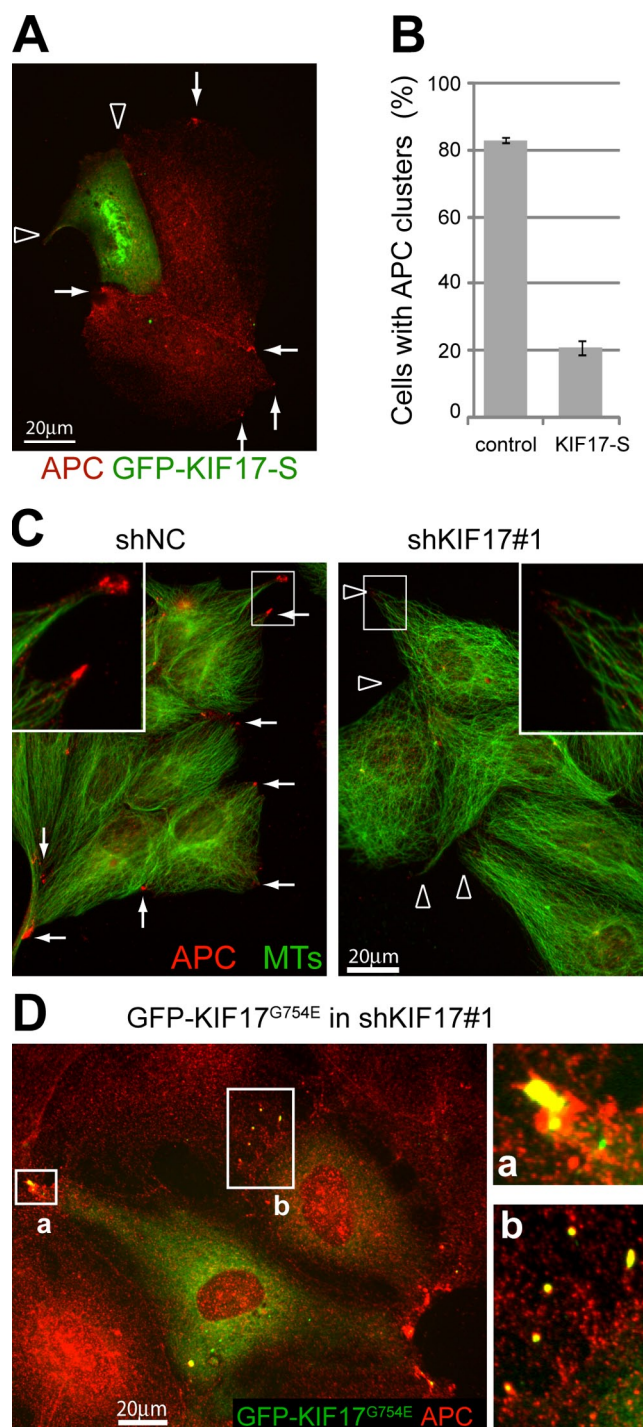 A
20μm
APC GFP-KIF17-S
B
Cells with APC clusters (%)
100
80
60
40
20
0
control KIF17-S
C
shNC shKIF17#1
APC MTs
20μm
D
GFP-KIF17G754E in shKIF17#1
a
b
20μm
GFP-KIF17G754E APC
a
b